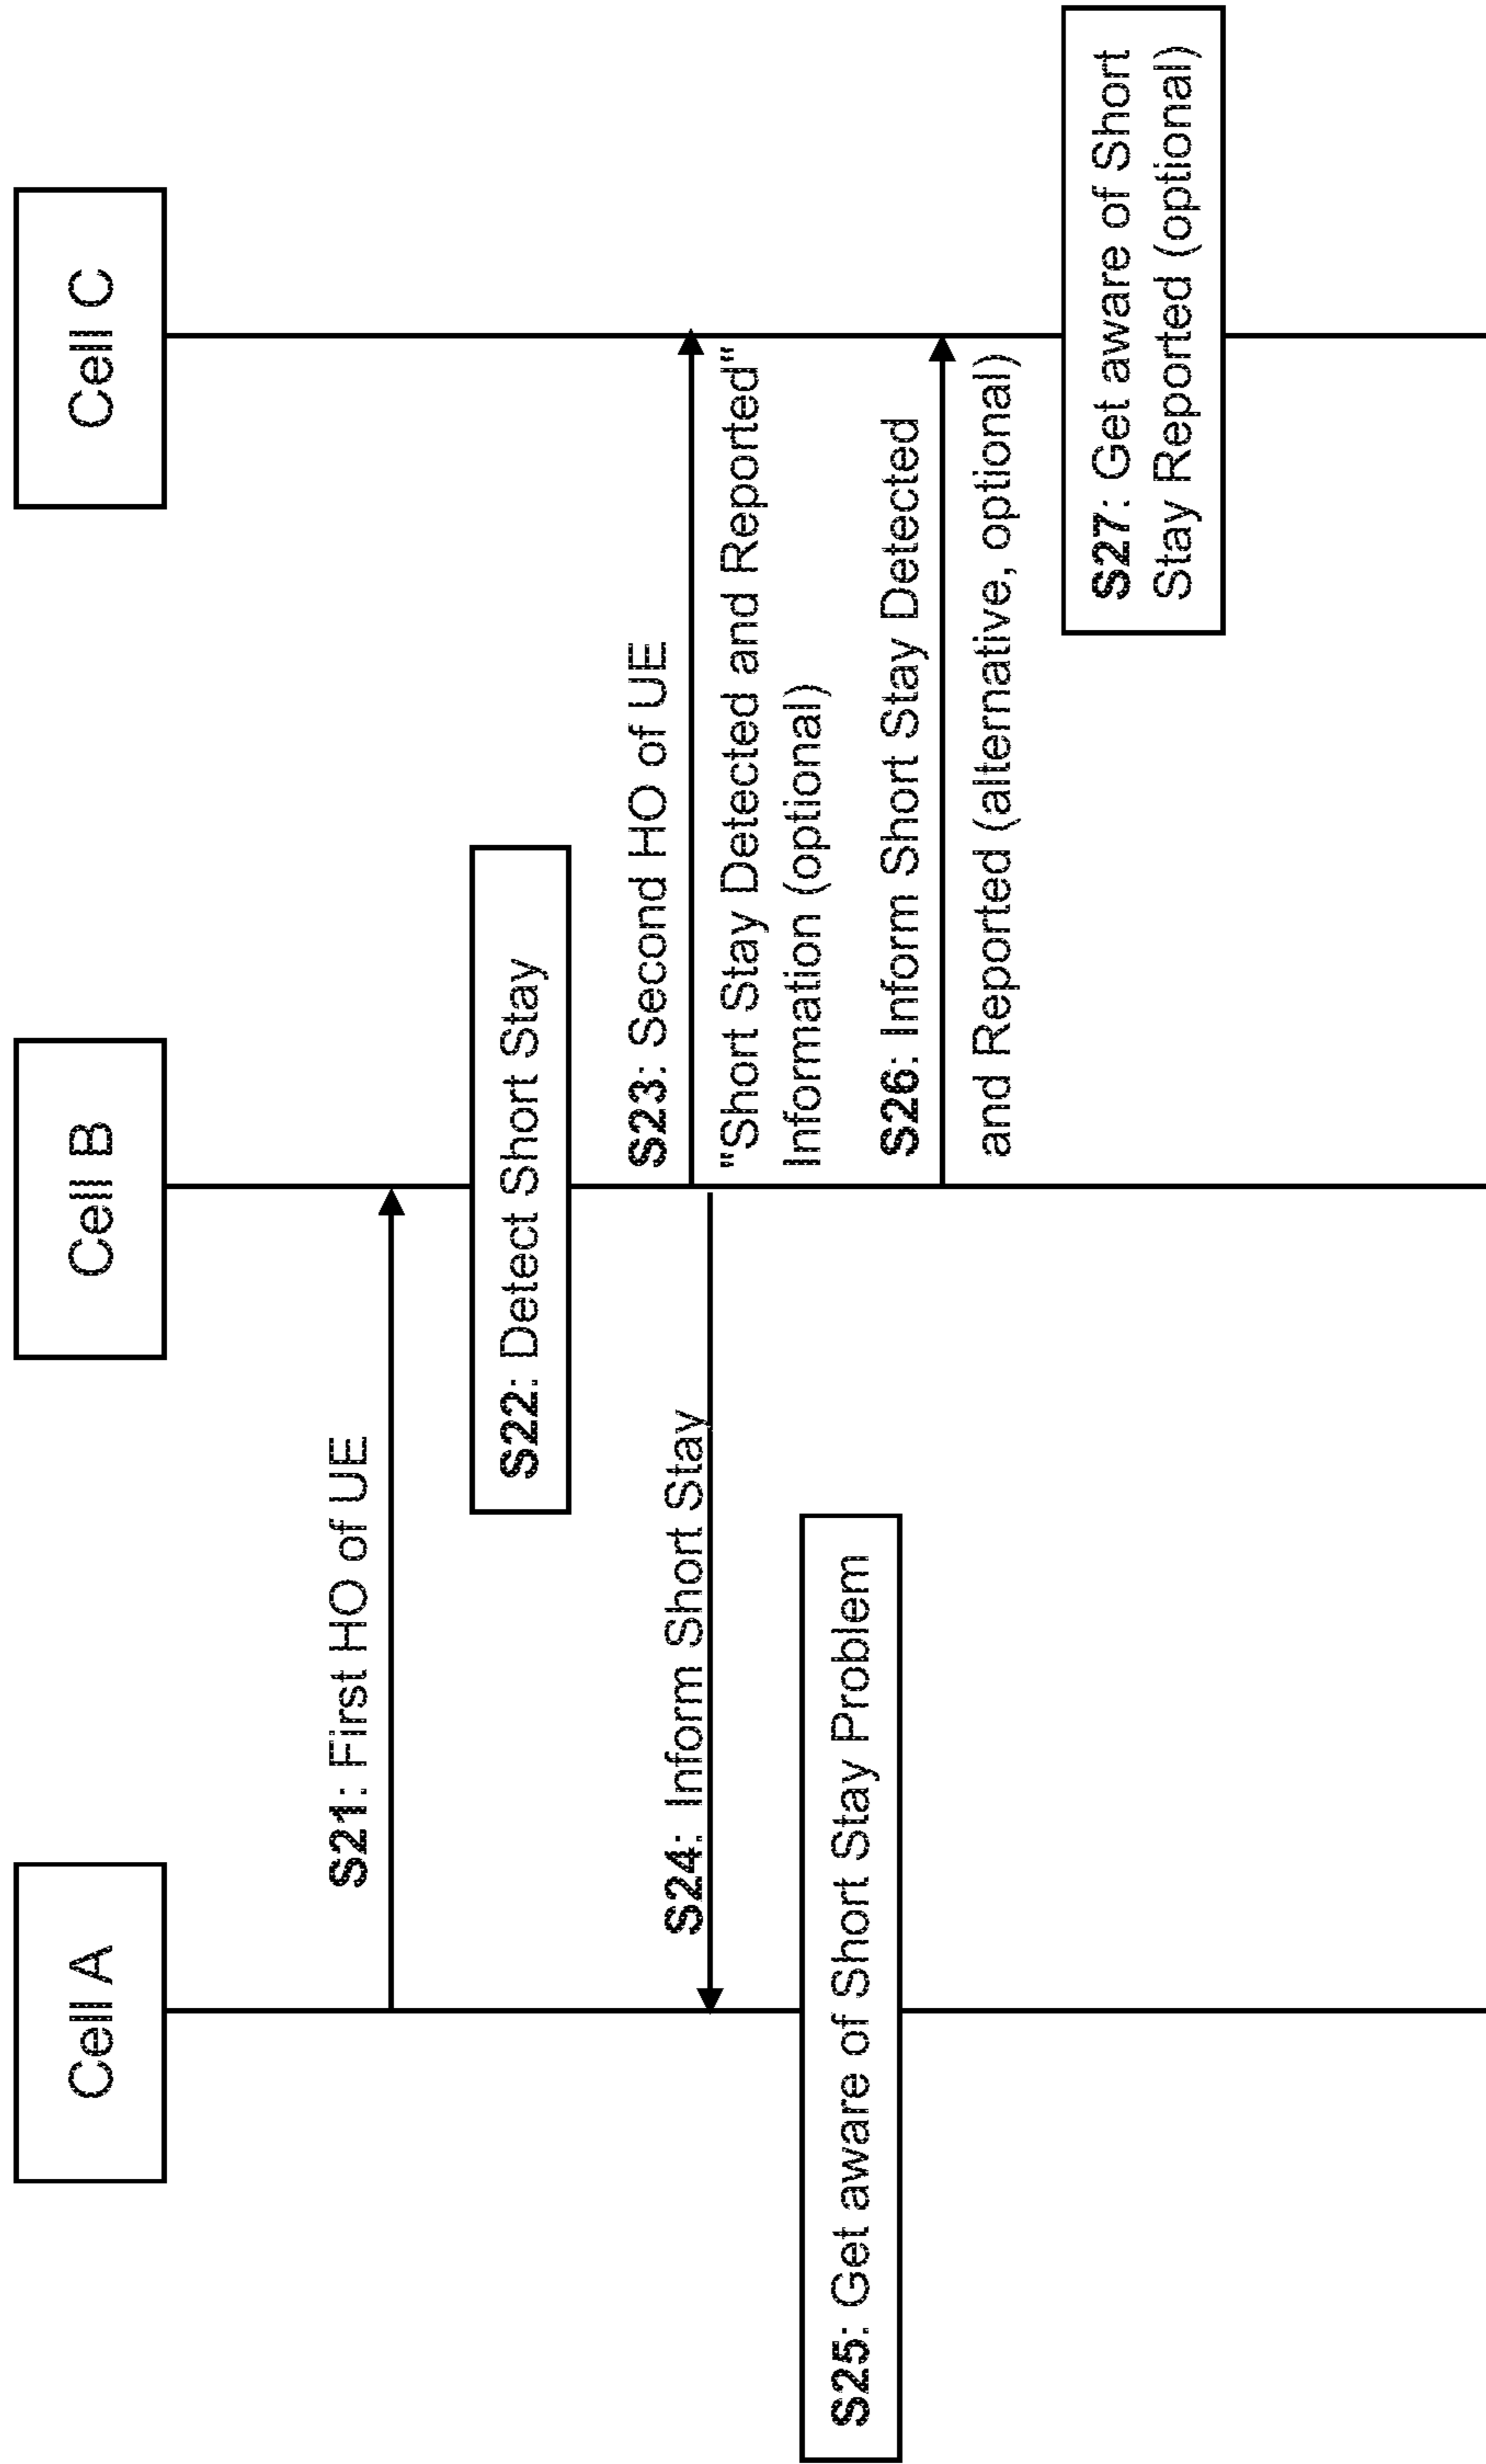 Cell A
Cell B
Cell C
S21: First HO of UE
S22: Detect Short Stay
S23: Second HO of UE
"Short Stay Detected and Reported"
Information (optional)
S24: Inform Short Stay
S25: Get aware of Short Stay Problem
S26: Inform Short Stay Detected
and Reported (alternative, optional)
S27: Get aware of Short
Stay Reported (optional)